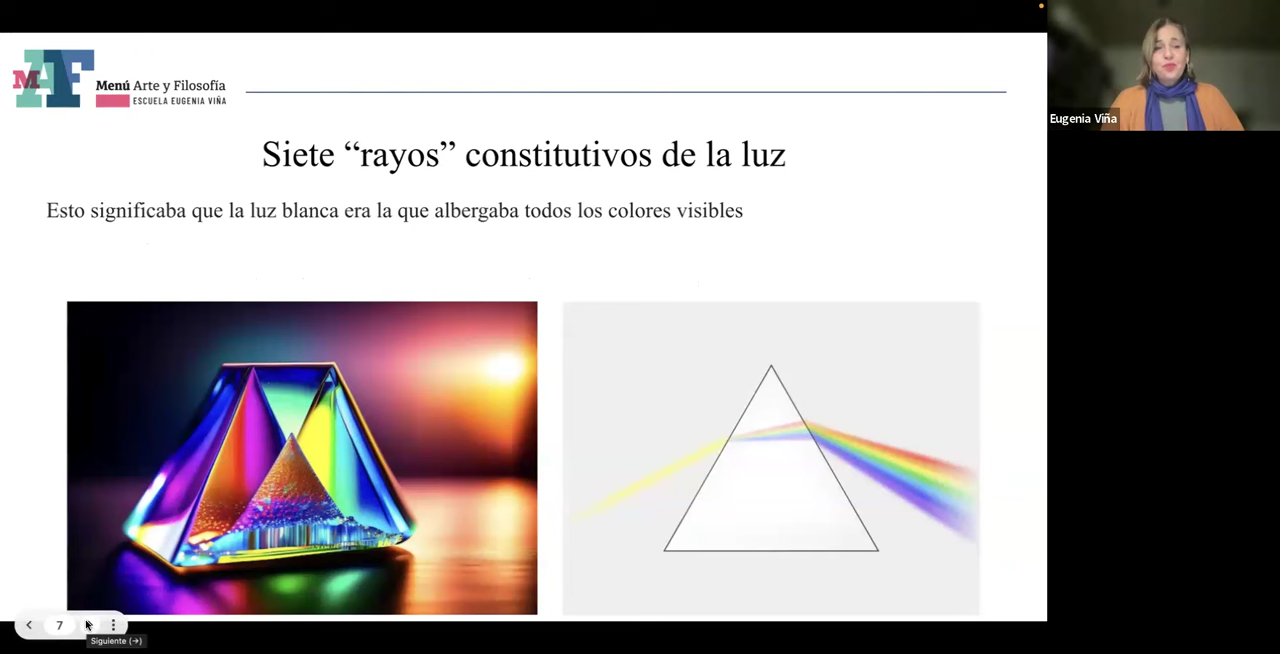 MAF
Menú Arte y Filosofía
ESCUELA EUGENIA VIÑA
Siete “rayos” constitutivos de la luz
Esto significaba que la luz blanca era la que albergaba todos los colores visibles
Eugenia Viña
7
Siguiente (→)